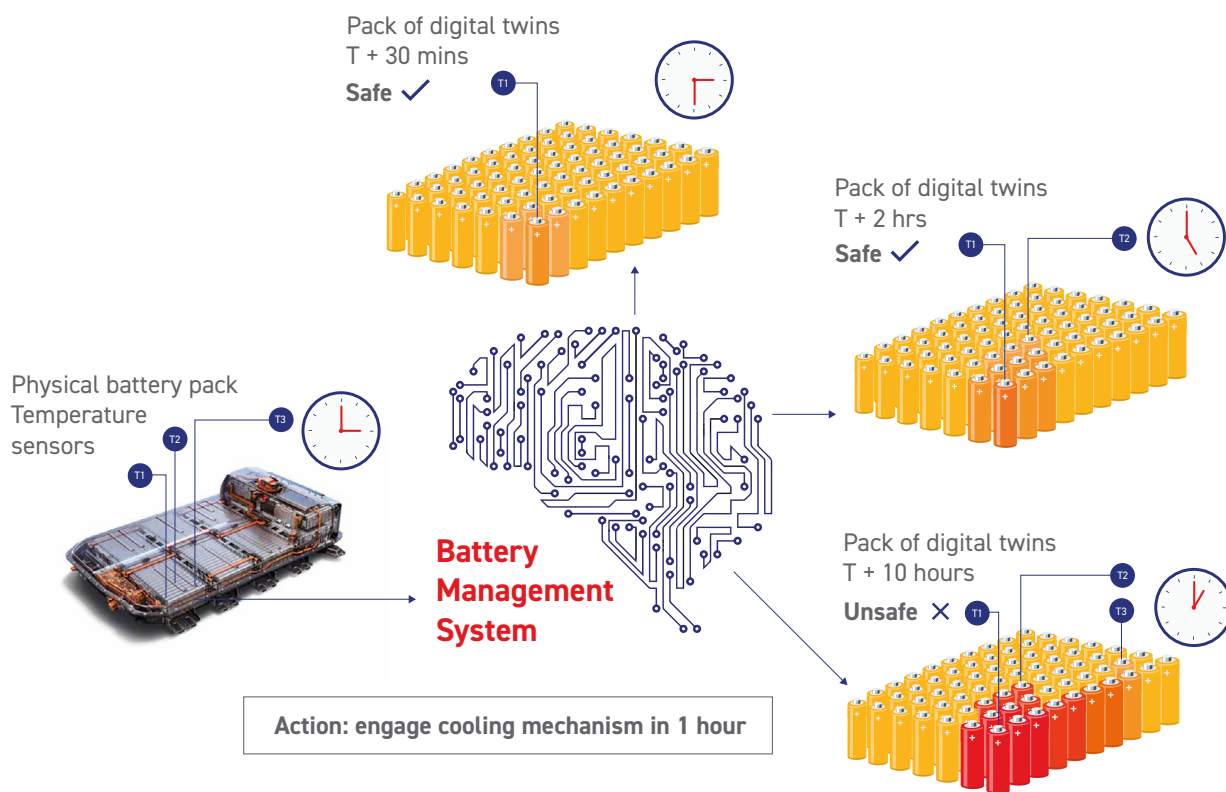 Pack of digital twins
T + 30 mins
Safe
T1
Pack of digital twins
T + 2 hrs
Safe
T1
T2
Physical battery pack
Temperature
sensors
T1
T2
T3
Battery
Management
System
Pack of digital twins
T + 10 hours
Unsafe
T1
T2
T3
Action: engage cooling mechanism in 1 hour